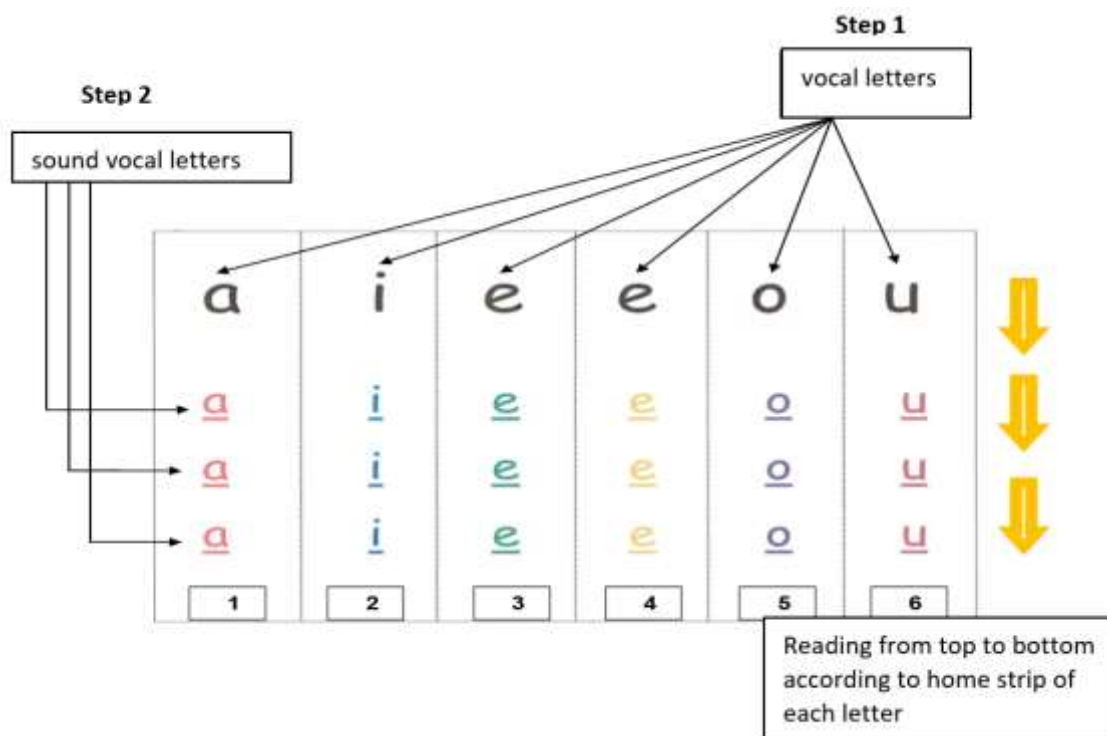 Step 1
vocal letters
Step 2
sound vocal letters
a i e e o u
a i e e o u
a i e e o u
a i e e o u
1 2 3 4 5 6
Reading from top to bottom
according to home strip of
each letter